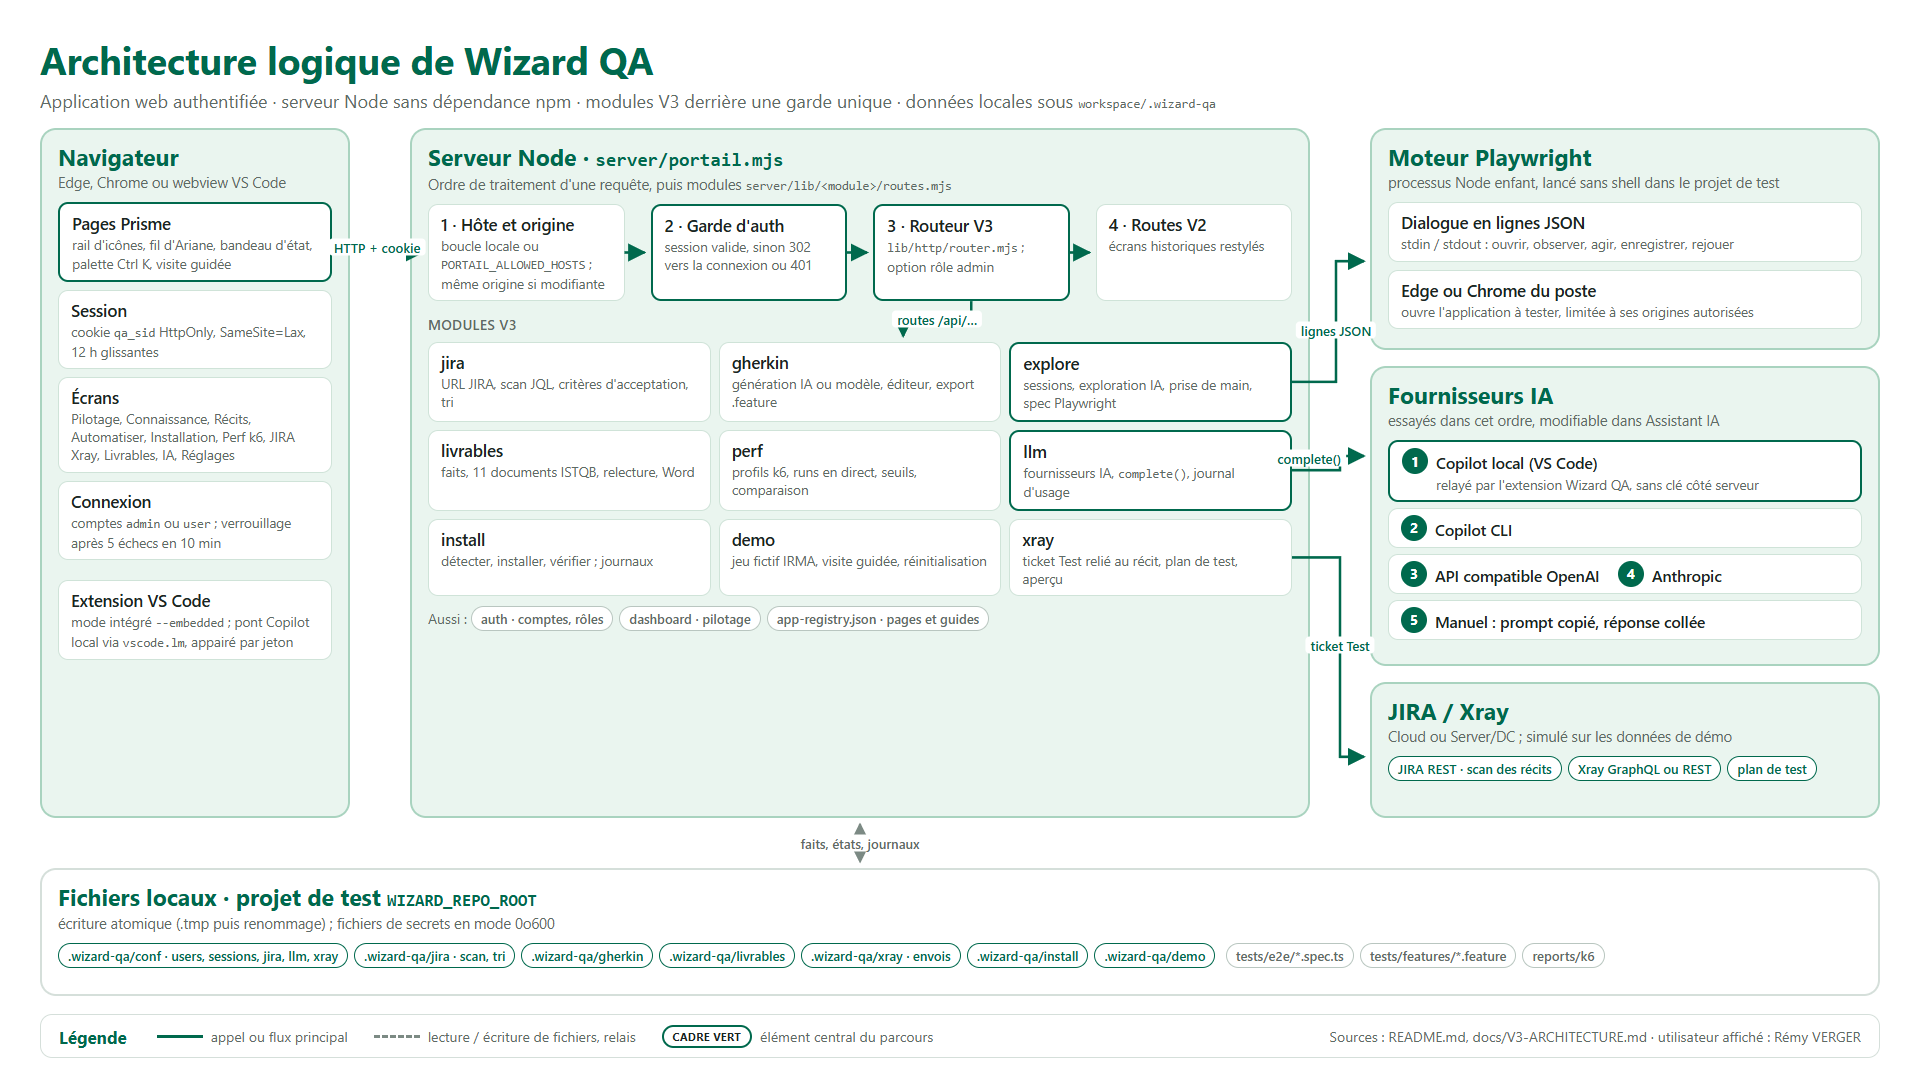 Architecture logique de Wizard QA
Application web authentifiée · serveur Node sans dépendance npm · modules V3 derrière une garde unique · données locales sous workspace/.wizard-qa
Navigateur
Edge, Chrome ou webview VS Code
Pages Prisme
rail d'icônes, fil d'Ariane, bandeau d'état,
palette Ctrl K, visite guidée
Session
cookie qa_sid HttpOnly, SameSite=Lax,
12 h glissantes
Écrans
Pilotage, Connaissance, Récits,
Automatiser, Installation, Perf k6, JIRA
Xray, Livrables, IA, Réglages
Connexion
comptes admin ou user ; verrouillage
après 5 échecs en 10 min
Extension VS Code
mode intégré --embedded ; pont Copilot
local via vscode.lm, appairé par jeton
HTTP + cookie
Serveur Node · server/portail.mjs
Ordre de traitement d'une requête, puis modules server/lib/<module>/routes.mjs
1 · Hôte et origine
boucle locale ou
PORTAIL_ALLOWED_HOSTS ;
même origine si modifiante
2 · Garde d'auth
session valide, sinon 302
vers la connexion ou 401
3 · Routeur V3
lib/http/router.mjs ;
option rôle admin
4 · Routes V2
écrans historiques restylés
routes /api/...
MODULES V3
jira
URL JIRA, scan JQL, critères d'acceptation,
tri
gherkin
génération IA ou modèle, éditeur, export
.feature
explore
sessions, exploration IA, prise de main,
spec Playwright
livrables
faits, 11 documents ISTQB, relecture, Word
perf
profils k6, runs en direct, seuils,
comparaison
llm
fournisseurs IA, complete(), journal
d'usage
install
détecter, installer, vérifier ; journaux
demo
jeu fictif IRMA, visite guidée, réinitialisation
xray
ticket Test relié au récit, plan de test,
aperçu
Aussi : auth · comptes, rôles dashboard · pilotage app-registry.json · pages et guides
lignes JSON
complete()
ticket Test
Moteur Playwright
processus Node enfant, lancé sans shell dans le projet de test
Dialogue en lignes JSON
stdin / stdout : ouvrir, observer, agir, enregistrer, rejouer
Edge ou Chrome du poste
ouvre l'application à tester, limitée à ses origines autorisées
Fournisseurs IA
essayés dans cet ordre, modifiable dans Assistant IA
1 Copilot local (VS Code)
relayé par l'extension Wizard QA, sans clé côté serveur
2 Copilot CLI
3 API compatible OpenAI 4 Anthropic
5 Manuel : prompt copié, réponse collée
JIRA / Xray
Cloud ou Server/DC ; simulé sur les données de démo
JIRA REST · scan des récits Xray GraphQL ou REST plan de test
faits, états, journaux
Fichiers locaux · projet de test WIZARD_REPO_ROOT
écriture atomique (.tmp puis renommage) ; fichiers de secrets en mode 0o600
.wizard-qa/conf · users, sessions, jira, llm, xray .wizard-qa/jira · scan, tri .wizard-qa/gherkin .wizard-qa/livrables .wizard-qa/xray · envois .wizard-qa/install .wizard-qa/demo tests/e2e/*.spec.ts tests/features/*.feature reports/k6
Légende appel ou flux principal lecture / écriture de fichiers, relais CADRE VERT élément central du parcours Sources : README.md, docs/V3-ARCHITECTURE.md · utilisateur affiché : Rémy VERGER